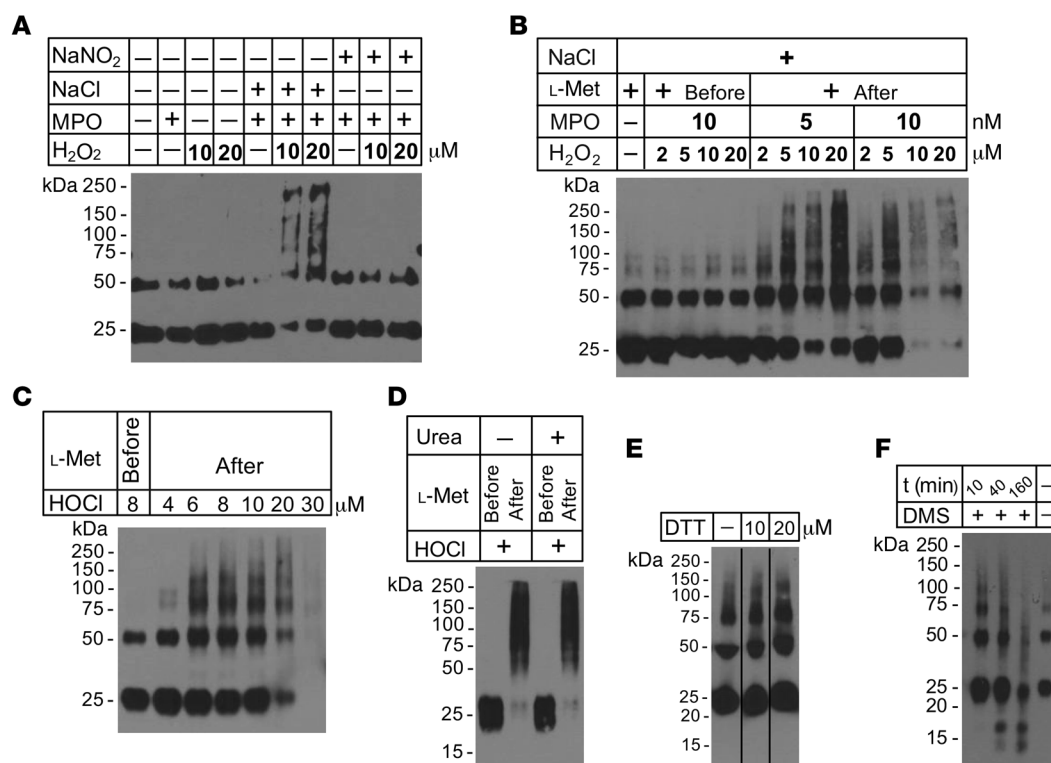 A
NaNO₂ – – – – – – – + + +
NaCl – – – – + + + – – –
MPO – + – – + + + + + +
H₂O₂ – – 10 20 – 10 20 – 10 20 μM
kDa
250 -
150 -
100 -
75 -
50 -
25 -
B
NaCl +
L-Met + + Before + After
MPO – 10 5 10 nM
H₂O₂ – 2 5 10 20 2 5 10 20 2 5 10 20 μM
kDa
250 -
150 -
100 -
75 -
50 -
25 -
C
L-Met Before After
HOCl 8 4 6 8 10 20 30 μM
kDa
250 -
150 -
100 -
75 -
50 -
25 -
D
Urea – +
L-Met Before After Before After
HOCl + +
kDa
250 -
150 -
100 -
75 -
50 -
25 -
15 -
E
DTT – 10 20 μM
kDa
250 -
150 -
100 -
75 -
50 -
25 -
20 -
15 -
F
t (min) 10 40 160 –
DMS + + + –
kDa
250 -
150 -
100 -
75 -
50 -
25 -
20 -
15 -